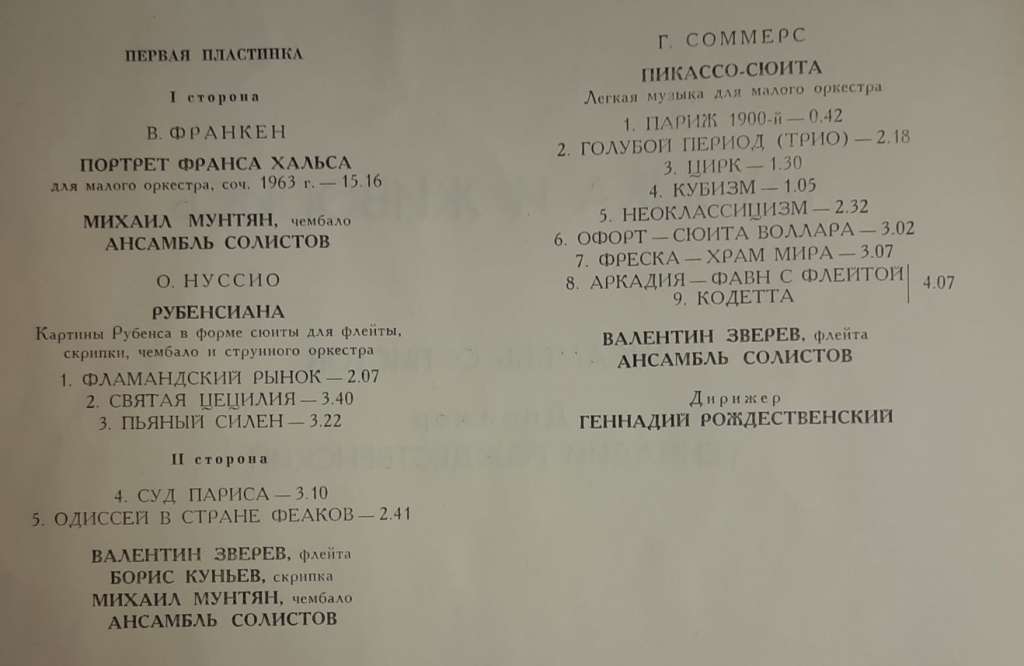 ПЕРВАЯ ПЛАСТИНКА
I сторона
В. ФРАНКЕН
ПОРТРЕТ ФРАНСА ХАЛЬСА
для малого оркестра, соч. 1963 г. — 15.16
МИХАИЛ МУНТЯН, чембало
АНСАМБЛЬ СОЛИСТОВ
О. НУССИО
РУБЕНСИАНА
Картины Рубенса в форме сюиты для флейты,
скрипки, чембало и струнного оркестра
1. ФЛАМАНДСКИЙ РЫНОК — 2.07
2. СВЯТАЯ ЦЕЦИЛИЯ — 3.40
3. ПЬЯНЫЙ СИЛЕН — 3.22
II сторона
4. СУД ПАРИСА — 3.10
5. ОДИССЕЙ В СТРАНЕ ФЕАКОВ — 2.41
ВАЛЕНТИН ЗВЕРЕВ, флейта
БОРИС КУНЬЕВ, скрипка
МИХАИЛ МУНТЯН, чембало
АНСАМБЛЬ СОЛИСТОВ
Г. СОММЕРС
ПИКАССО-СЮИТА
Легкая музыка для малого оркестра
1. ПАРИЖ 1900-й — 0.42
2. ГОЛУБОЙ ПЕРИОД (ТРИО) — 2.18
3. ЦИРК — 1.30
4. КУБИЗМ — 1.05
5. НЕОКЛАССИЦИЗМ — 2.32
6. ОФОРТ — СЮИТА ВОЛЛАРА — 3.02
7. ФРЕСКА — ХРАМ МИРА — 3.07
8. АРКАДИЯ — ФАВН С ФЛЕЙТОЙ 4.07
9. КОДЕТТА
ВАЛЕНТИН ЗВЕРЕВ, флейта
АНСАМБЛЬ СОЛИСТОВ
Дирижер
ГЕННАДИЙ РОЖДЕСТВЕНСКИЙ